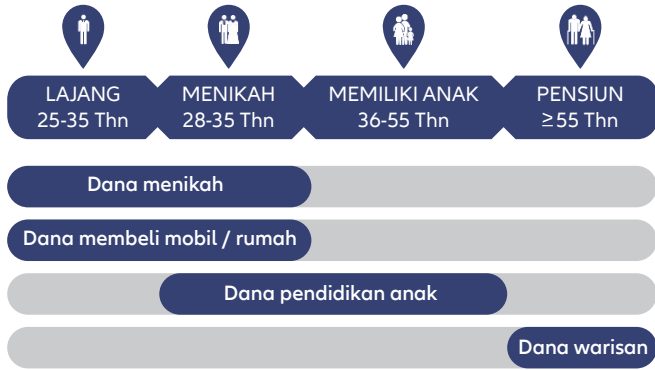 LAJANG
25-35 Thn
MENIKAH
28-35 Thn
MEMILIKI ANAK
36-55 Thn
PENSIUN
≥55 Thn
Dana menikah
Dana membeli mobil / rumah
Dana pendidikan anak
Dana warisan